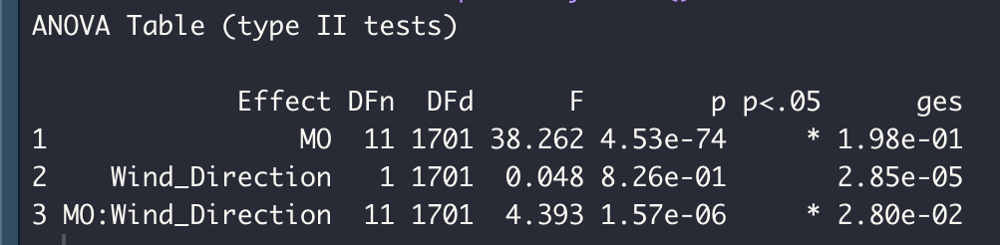 ANOVA Table (type II tests)
Effect DFn DFd F p p<.05 ges
1 MO 11 1701 38.262 4.53e-74 * 1.98e-01
2 Wind_Direction 1 1701 0.048 8.26e-01 2.85e-05
3 MO:Wind_Direction 11 1701 4.393 1.57e-06 * 2.80e-02